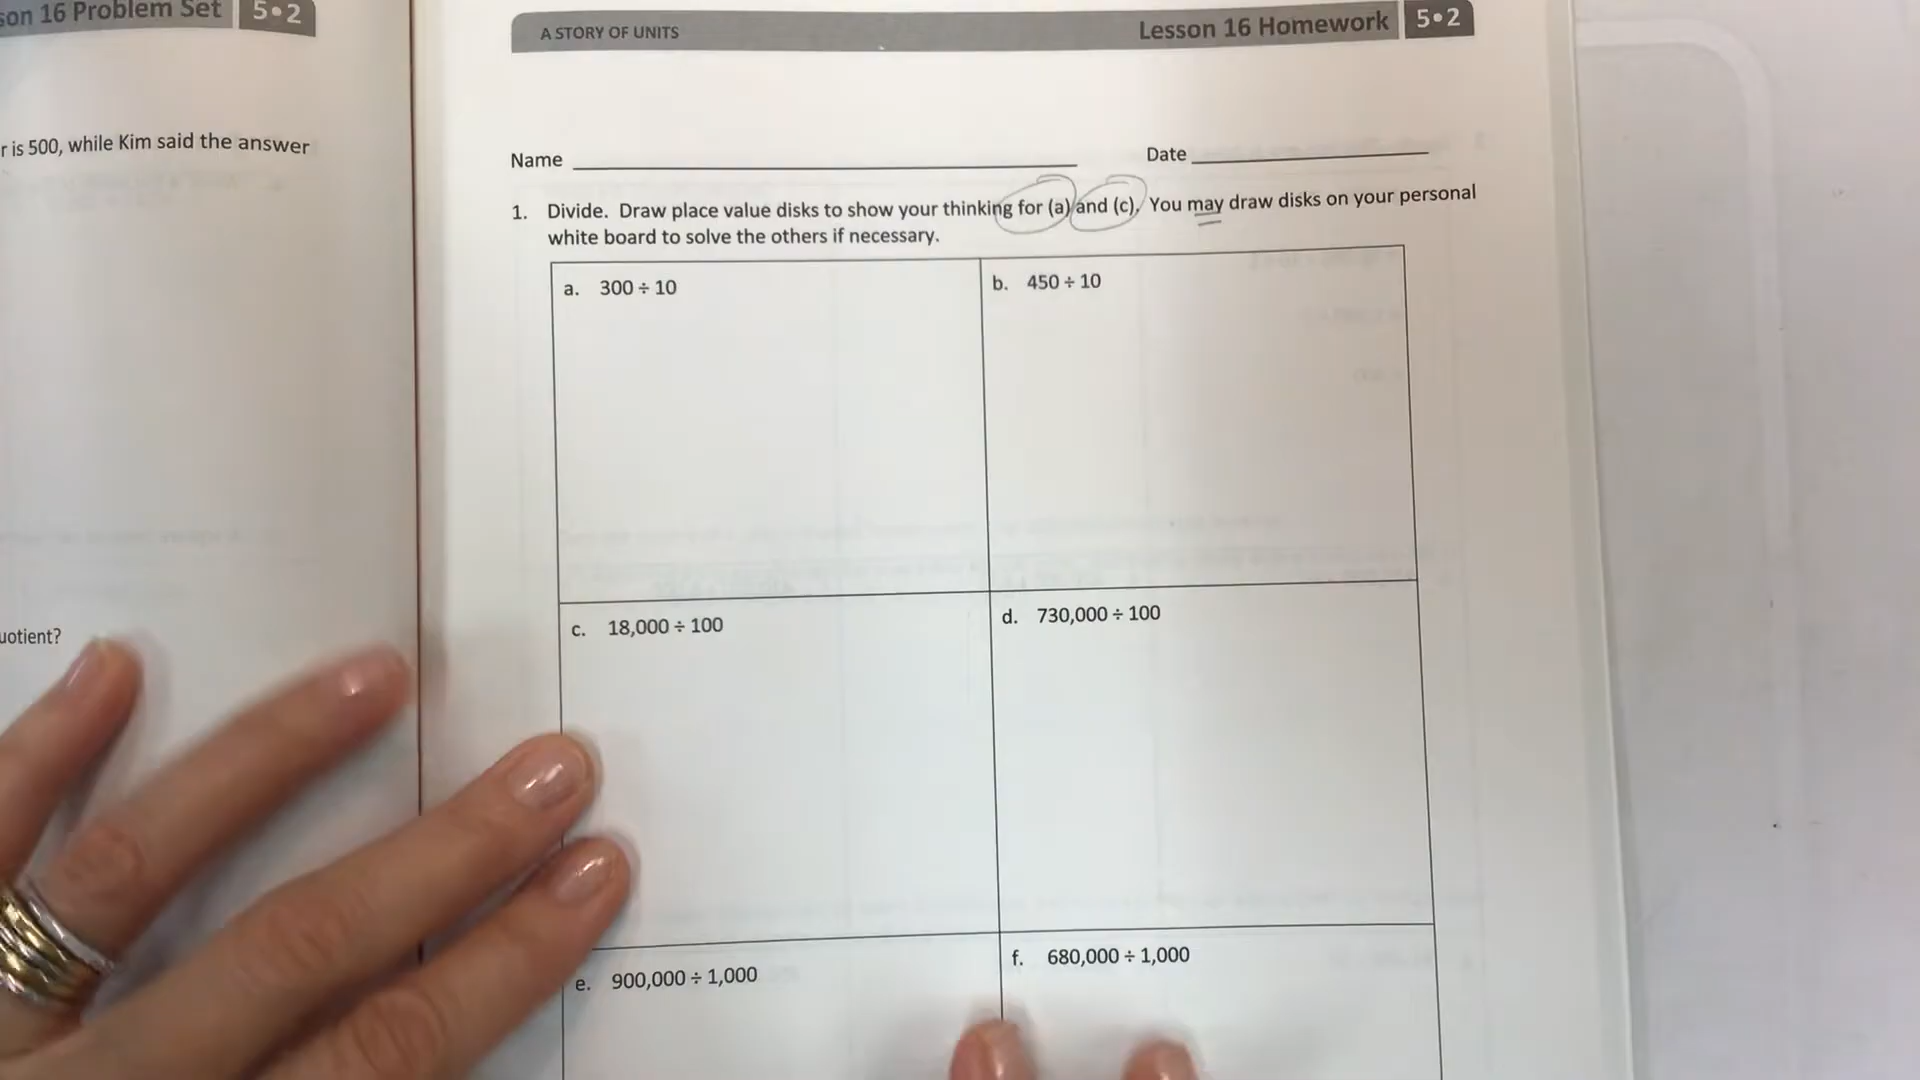 son 16 Problem Set 5•2
r is 500, while Kim said the answer
uotient?
A STORY OF UNITS Lesson 16 Homework 5•2
Name Date
1. Divide. Draw place value disks to show your thinking for (a) and (c). You may draw disks on your personal
white board to solve the others if necessary.
a. 300 ÷ 10 b. 450 ÷ 10
c. 18,000 ÷ 100 d. 730,000 ÷ 100
e. 900,000 ÷ 1,000 f. 680,000 ÷ 1,000